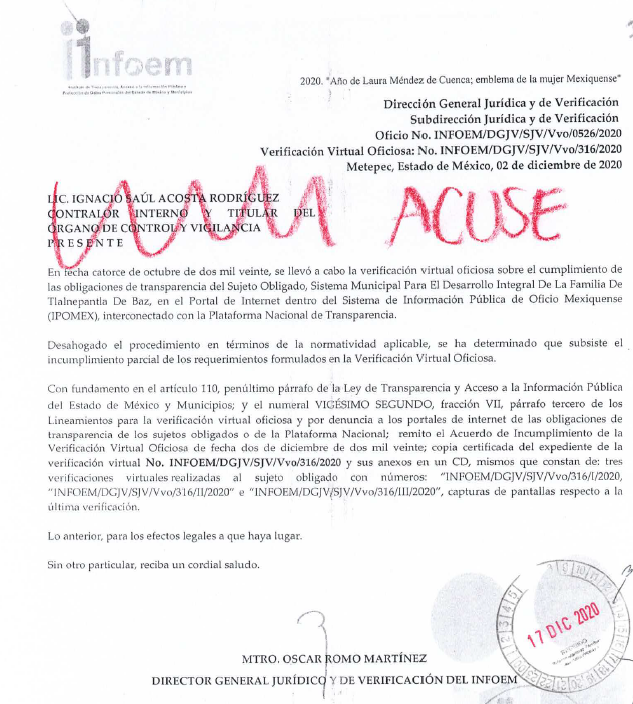 infoem
Instituto de Transparencia, Acceso a la Información Pública y
Protección de Datos Personales del Estado de México y Municipios
2020. "Año de Laura Méndez de Cuenca; emblema de la mujer Mexiquense"
Dirección General Jurídica y de Verificación
Subdirección Jurídica y de Verificación
Oficio No. INFOEM/DGJV/SJV/Vvo/0526/2020
Verificación Virtual Oficiosa: No. INFOEM/DGJV/SJV/Vvo/316/2020
Metepec, Estado de México, 02 de diciembre de 2020
LIC. IGNACIO SAÚL ACOSTA RODRÍGUEZ
CONTRALOR INTERNO Y TITULAR DEL
ÓRGANO DE CONTROL Y VIGILANCIA
P R E S E N T E
ACUSE
En fecha catorce de octubre de dos mil veinte, se llevó a cabo la verificación virtual oficiosa sobre el cumplimiento de
las obligaciones de transparencia del Sujeto Obligado, Sistema Municipal Para El Desarrollo Integral De La Familia De
Tlalnepantla De Baz, en el Portal de Internet dentro del Sistema de Información Pública de Oficio Mexiquense
(IPOMEX), interconectado con la Plataforma Nacional de Transparencia.
Desahogado el procedimiento en términos de la normatividad aplicable, se ha determinado que subsiste el
incumplimiento parcial de los requerimientos formulados en la Verificación Virtual Oficiosa.
Con fundamento en el artículo 110, penúltimo párrafo de la Ley de Transparencia y Acceso a la Información Pública
del Estado de México y Municipios; y el numeral VIGÉSIMO SEGUNDO, fracción VII, párrafo tercero de los
Lineamientos para la verificación virtual oficiosa y por denuncia a los portales de internet de las obligaciones de
transparencia de los sujetos obligados o de la Plataforma Nacional; remito el Acuerdo de Incumplimiento de la
Verificación Virtual Oficiosa de fecha dos de diciembre de dos mil veinte; copia certificada del expediente de la
verificación virtual No. INFOEM/DGJV/SJV/Vvo/316/2020 y sus anexos en un CD, mismos que constan de: tres
verificaciones virtuales realizadas al sujeto obligado con números: "INFOEM/DGJV/SJV/Vvo/316/I/2020,
"INFOEM/DGJV/SJV/Vvo/316/II/2020" e "INFOEM/DGJV/SJV/Vvo/316/III/2020", capturas de pantallas respecto a la
última verificación.
Lo anterior, para los efectos legales a que haya lugar.
Sin otro particular, reciba un cordial saludo.
17 DIC 2020
MTRO. OSCAR ROMO MARTÍNEZ
DIRECTOR GENERAL JURÍDICO Y DE VERIFICACIÓN DEL INFOEM